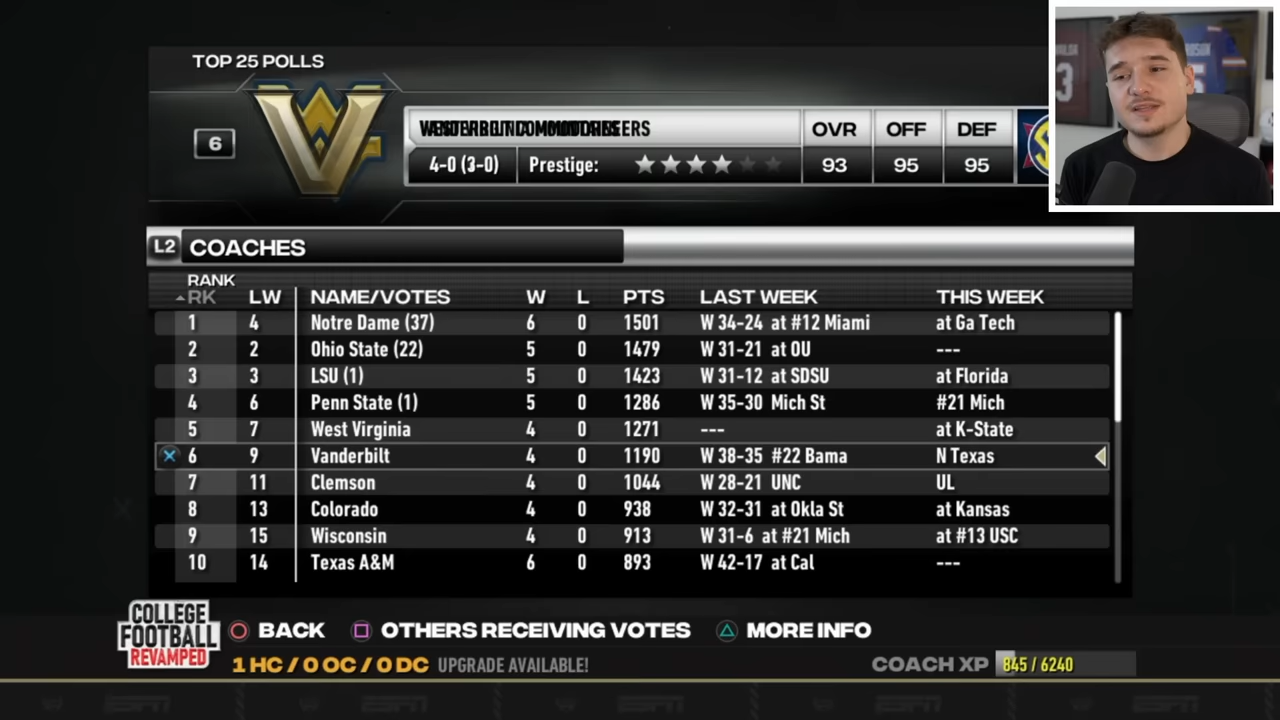 TOP 25 POLLS
6
OVR OFF DEF
4-0 (3-0) Prestige: 93 95 95
L2 COACHES
RANK
RK LW NAME/VOTES W L PTS LAST WEEK THIS WEEK
1 4 Notre Dame (37) 6 0 1501 W 34-24 at #12 Miami at Ga Tech
2 2 Ohio State (22) 5 0 1479 W 31-21 at OU ---
3 3 LSU (1) 5 0 1423 W 31-12 at SDSU at Florida
4 6 Penn State (1) 5 0 1286 W 35-30 Mich St #21 Mich
5 7 West Virginia 4 0 1271 --- at K-State
6 9 Vanderbilt 4 0 1190 W 38-35 #22 Bama N Texas
7 11 Clemson 4 0 1044 W 28-21 UNC UL
8 13 Colorado 4 0 938 W 32-31 at Okla St at Kansas
9 15 Wisconsin 4 0 913 W 31-6 at #21 Mich at #13 USC
10 14 Texas A&M 6 0 893 W 42-17 at Cal ---
COLLEGE
FOOTBALL
REVAMPED
BACK OTHERS RECEIVING VOTES MORE INFO
1 HC / 0 OC / 0 DC UPGRADE AVAILABLE! COACH XP 845 / 6240